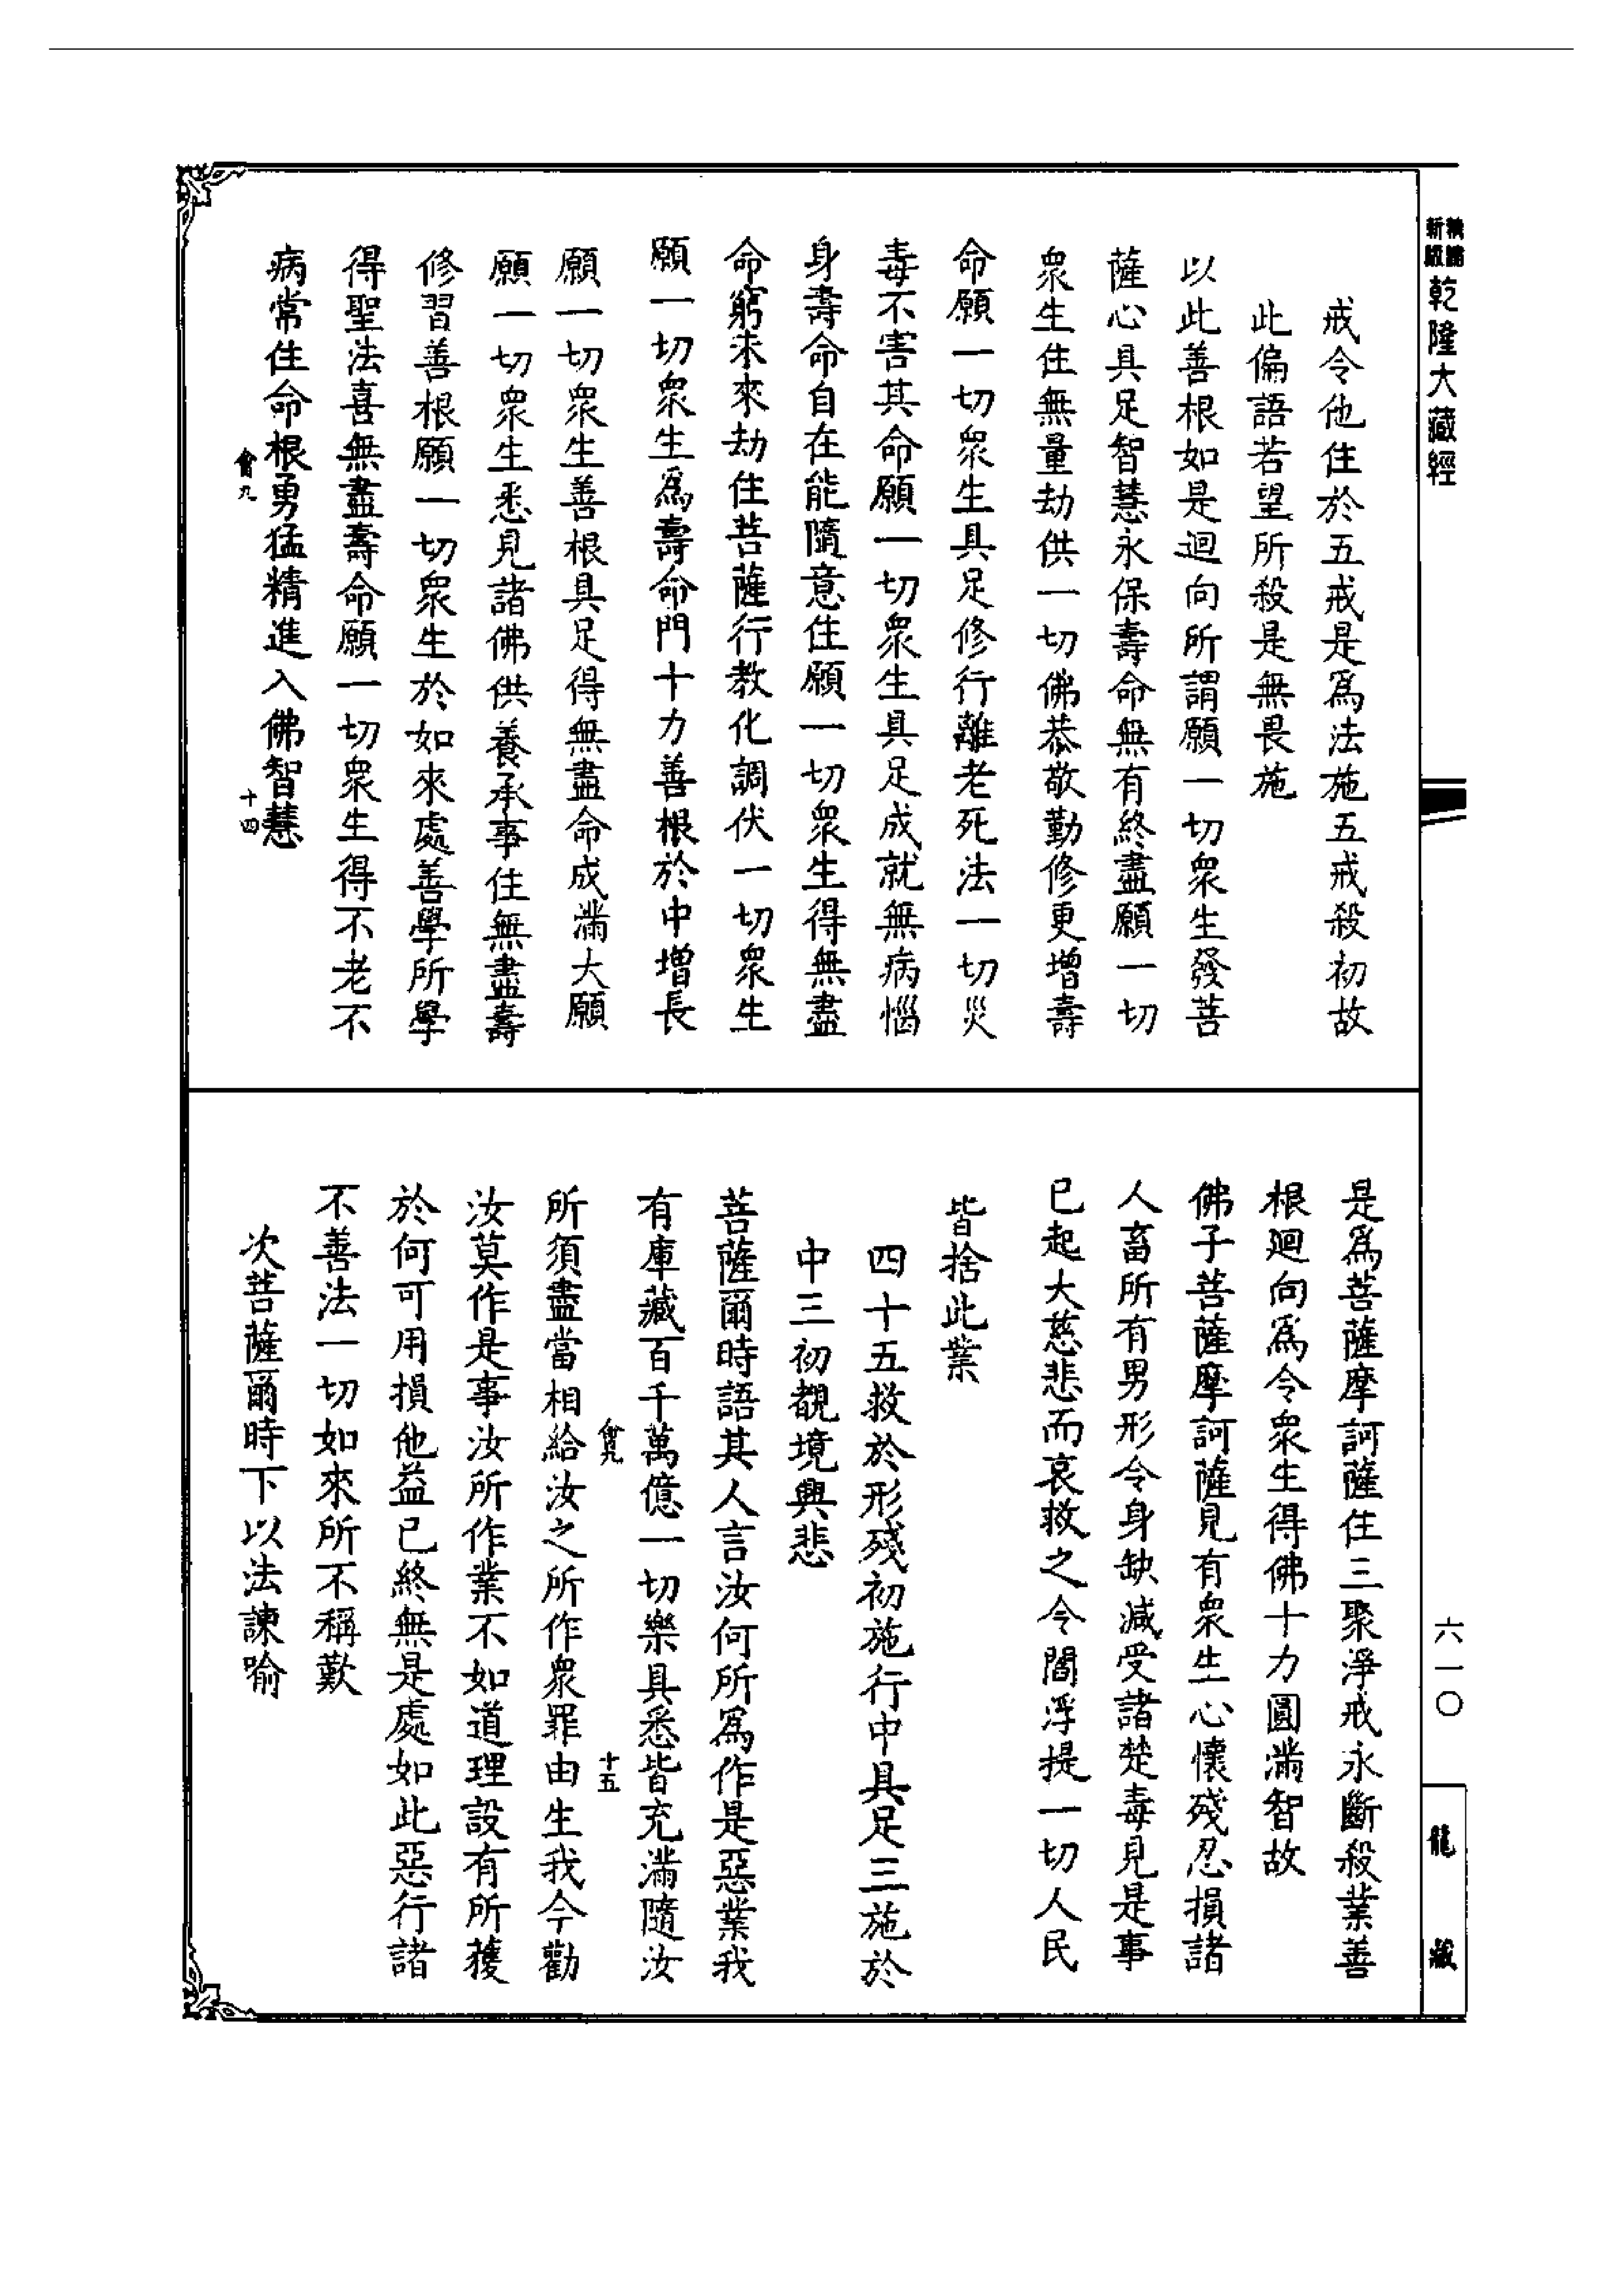 新版
乾隆大藏經
戒令他住於五戒是為法施五戒殺初故
此偏語若望所殺是無畏施
以此善根如是迴向所謂願一切眾生發菩
薩心具足智慧永保壽命無有終盡願一切
眾生住無量劫供一切佛恭敬勤修更增壽
命願一切眾生具足修行離老死法一切災
毒不害其命願一切眾生具足成就無病惱
身壽命自在能隨意住願一切眾生得無盡
命窮未來劫住菩薩行教化調伏一切眾生
願一切眾生為壽命門十力善根於中增長
願一切眾生善根具足得無盡命成滿大願
願一切眾生悉見諸佛供養承事住無盡壽
修習善根願一切眾生於如來處善學所學
得聖法喜無盡壽命願一切眾生得不老不
病常住命根勇猛精進入佛智慧
會九
十四
是為菩薩摩訶薩住三聚淨戒永斷殺業善
根迴向為令眾生得佛十力圓滿智故
佛子菩薩摩訶薩見有眾生心懷殘忍損諸
人畜所有男形令身缺減受諸楚毒見是事
已起大慈悲而哀救之令閻浮提一切人民
皆捨此業
四十五救於形殘初施行中具足三施於
中三初覩境興悲
菩薩爾時語其人言汝何所為作是惡業我
有庫藏百千萬億一切樂具悉皆充滿隨汝
會九
十五
所須盡當相給汝之所作眾罪由生我今勸
汝莫作是事汝所作業不如道理設有所獲
於何可用損他益己終無是處如此惡行諸
不善法一切如來所不稱歎
次菩薩爾時下以法諫喻
六一〇
龍藏